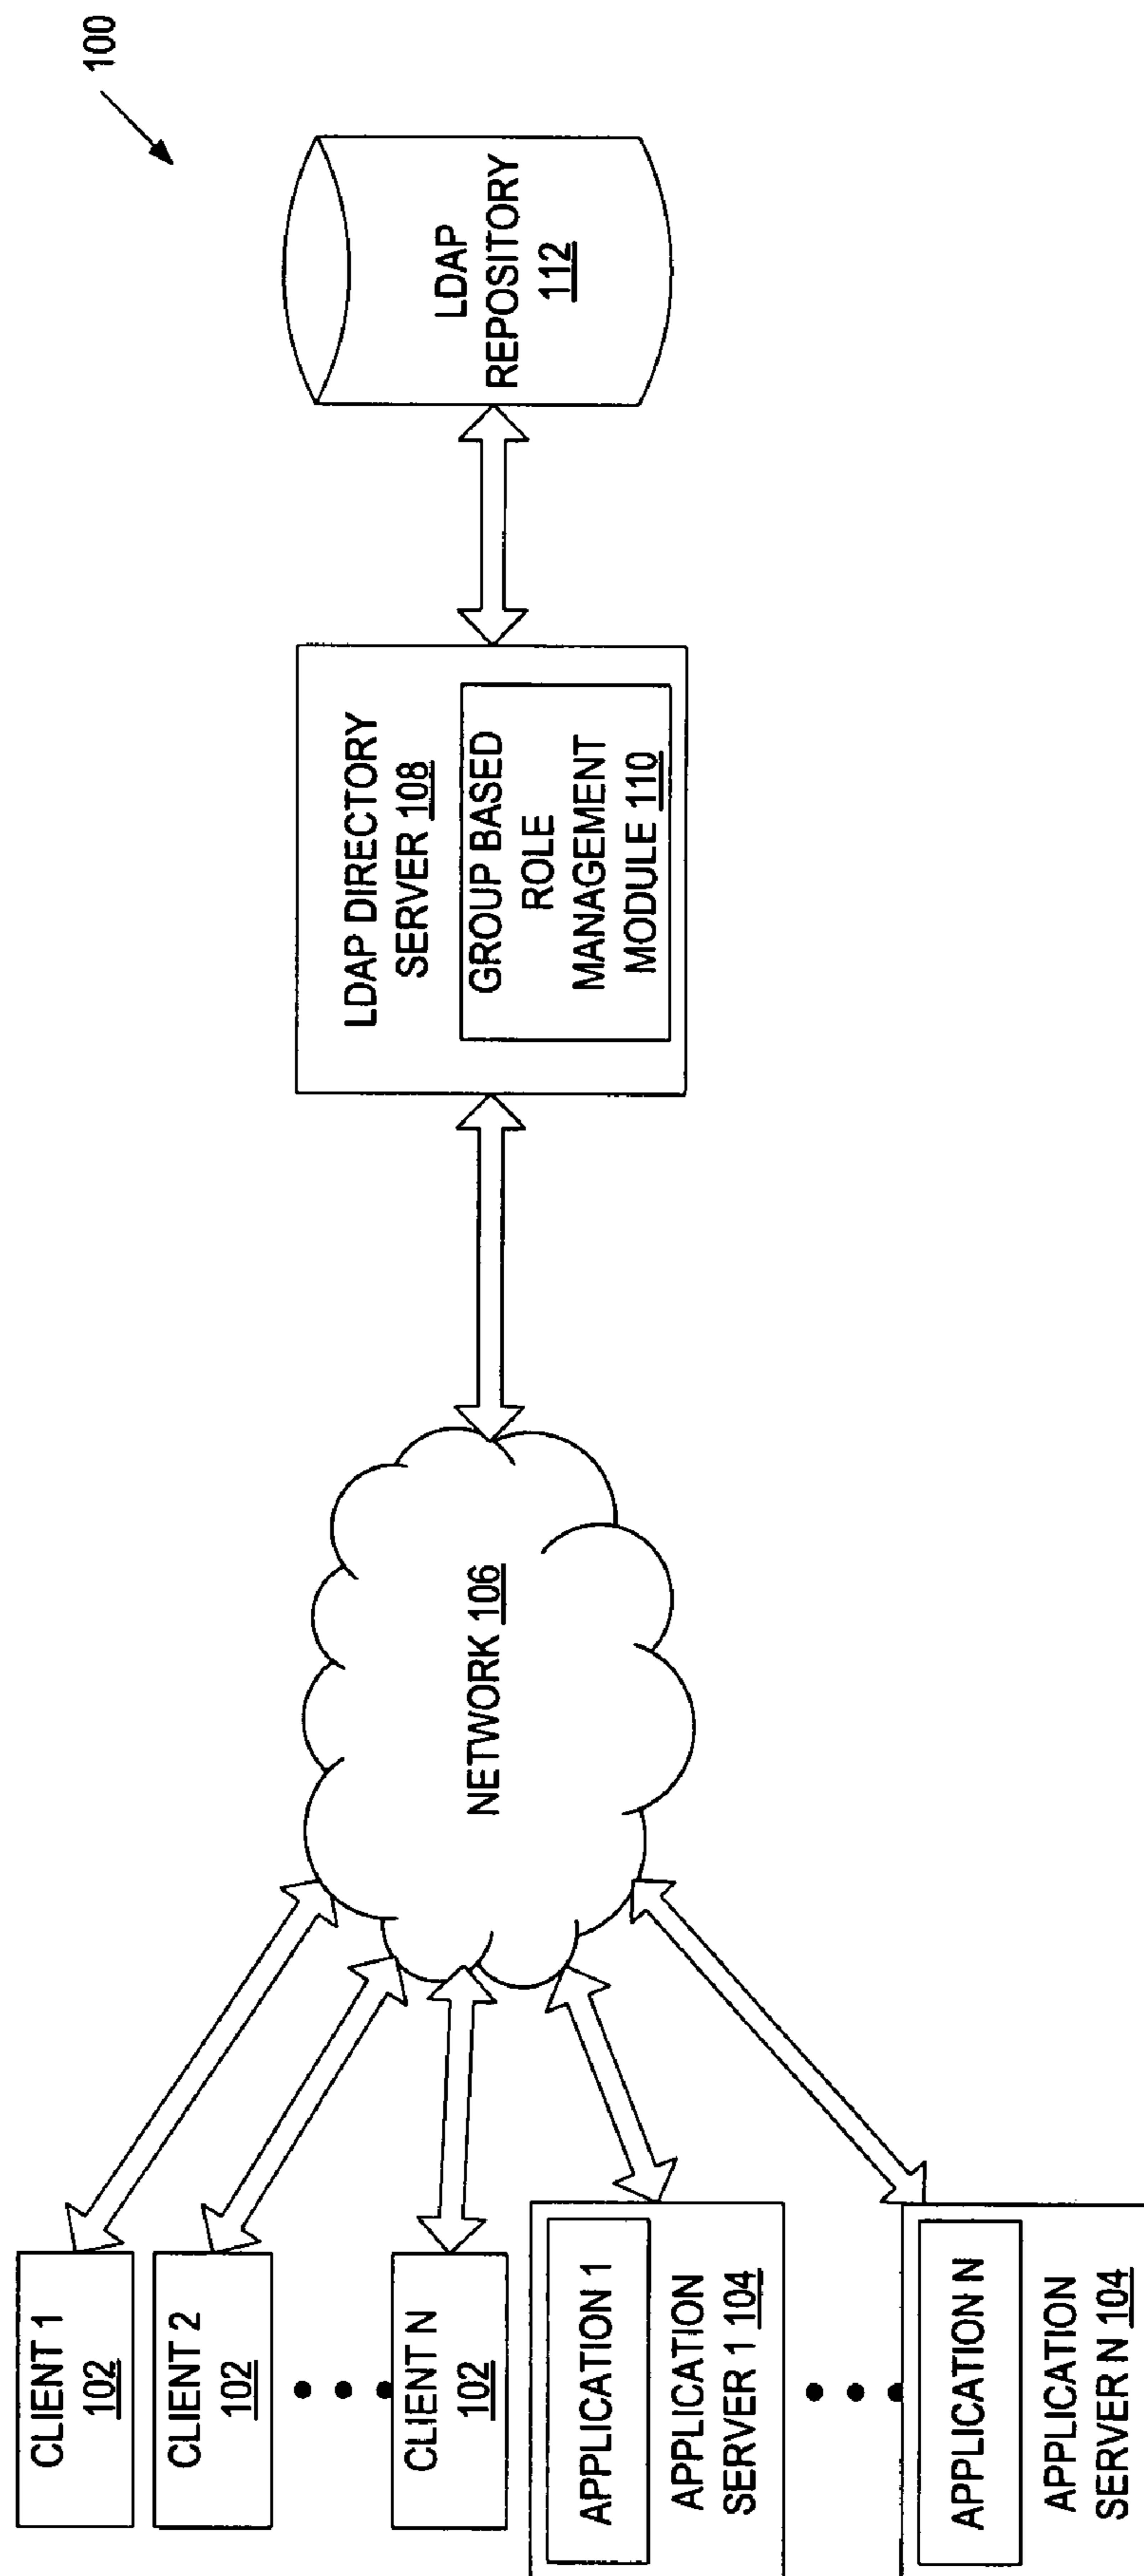 100
CLIENT 1
102
CLIENT 2
102
CLIENT N
102
APPLICATION 1
APPLICATION
SERVER 1 104
APPLICATION N
APPLICATION
SERVER N 104
NETWORK 106
LDAP DIRECTORY
SERVER 108
GROUP BASED
ROLE
MANAGEMENT
MODULE 110
LDAP
REPOSITORY
112